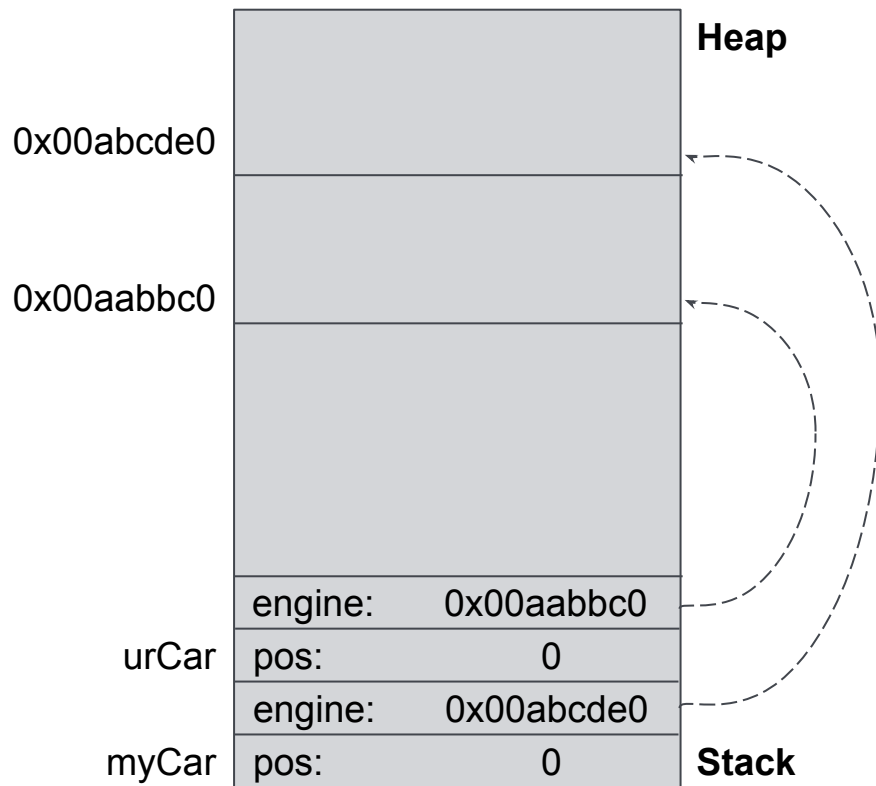 Heap
0x00abcde0
0x00aabbc0
engine: 0x00aabbc0
urCar pos: 0
engine: 0x00abcde0
myCar pos: 0 Stack